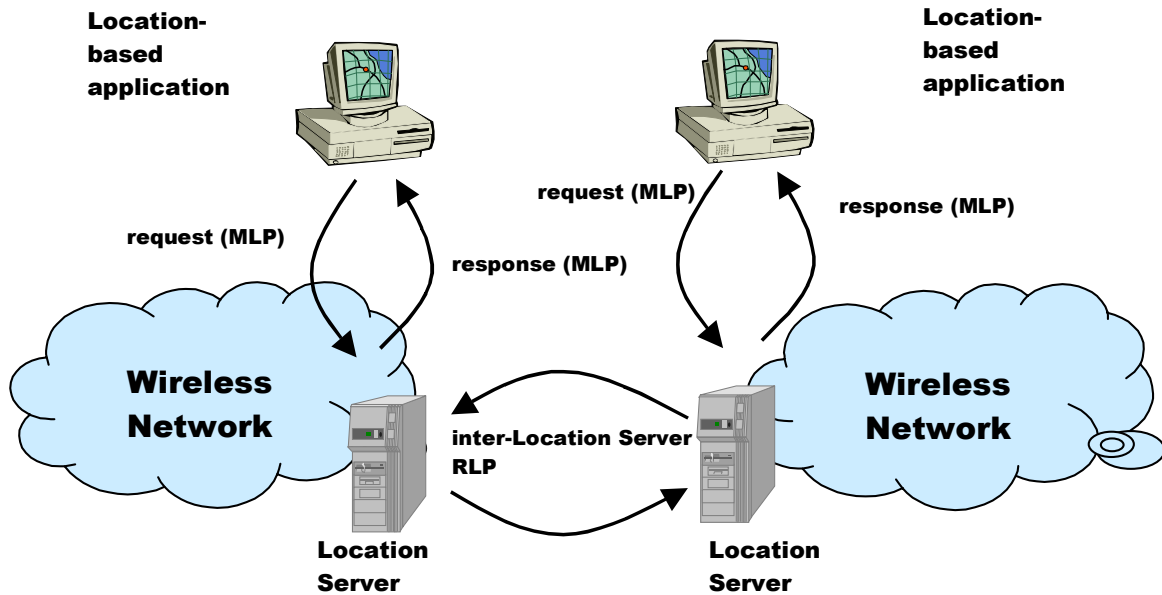 Location-
based
application
Location-
based
application
request (MLP)
response (MLP)
request (MLP)
response (MLP)
Wireless
Network
Wireless
Network
inter-Location Server
RLP
Location
Server
Location
Server